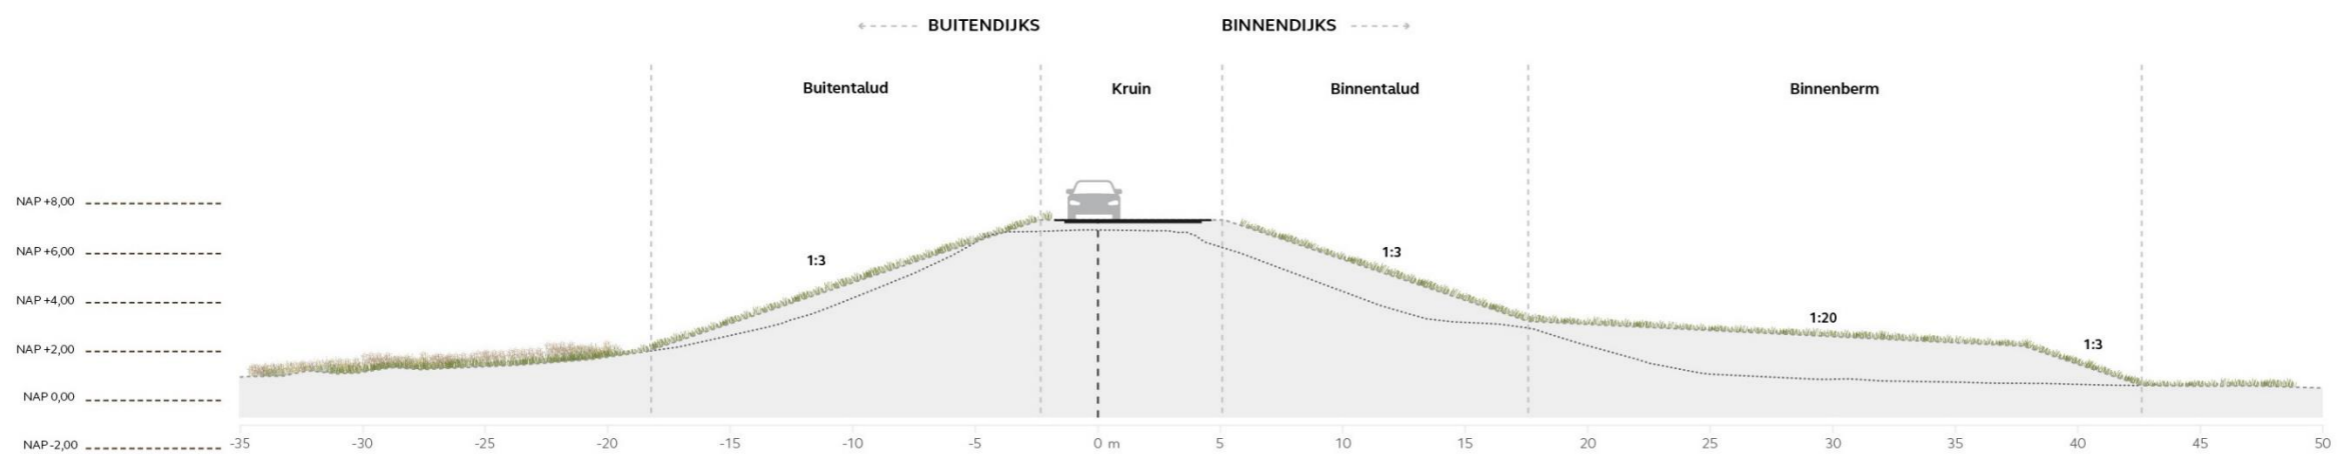 BUITENDIJKS BINNENDIJKS
Buitentalud Kruin Binnentalud Binnenberm
NAP +8,00
NAP +6,00
1:3 1:3
NAP +4,00
1:20
1:3
NAP +2,00
NAP 0,00
NAP -2,00
-35 -30 -25 -20 -15 -10 -5 0 m 5 10 15 20 25 30 35 40 45 50